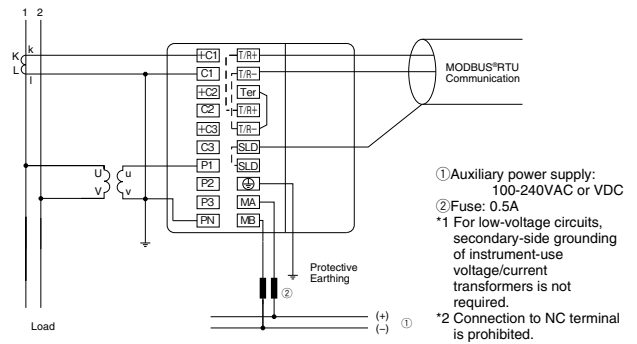 1 2
K k
L l
+C1 T/R+
C1 T/R−
+C2 Ter
C2 T/R+
+C3 T/R−
C3 SLD
P1 SLD
P2
P3 MA
PN MB
U u
V v
MODBUS®RTU
Communication
Protective
Earthing
②
(+)
(−) ①
Load
①Auxiliary power supply:
100-240VAC or VDC
②Fuse: 0.5A
*1 For low-voltage circuits,
secondary-side grounding
of instrument-use
voltage/current
transformers is not
required.
*2 Connection to NC terminal
is prohibited.